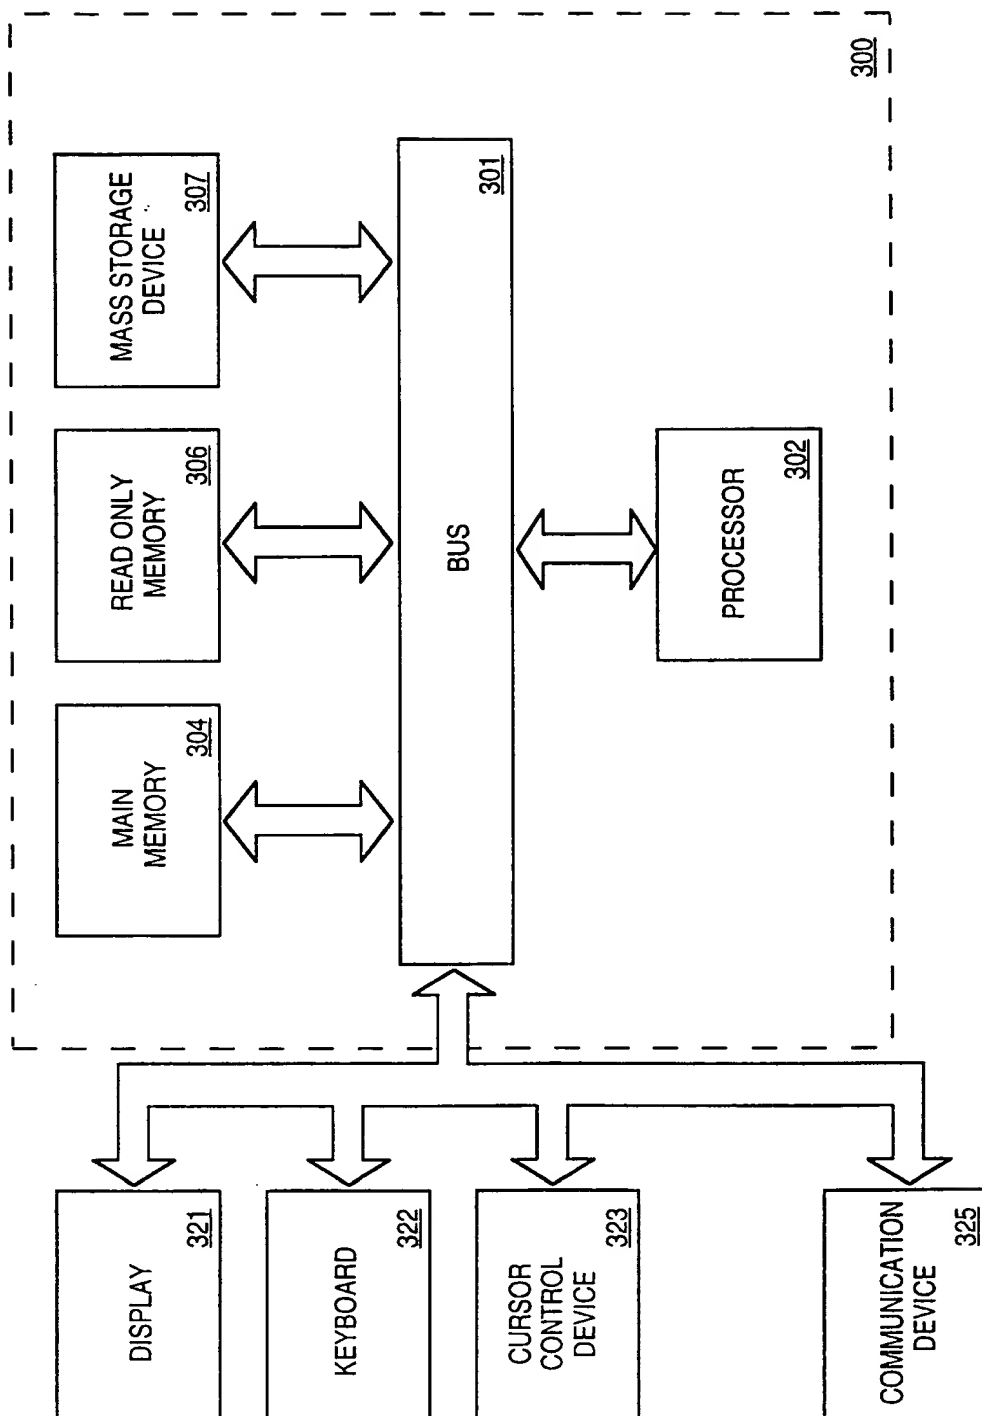 DISPLAY
321
KEYBOARD
322
CURSOR
CONTROL
DEVICE
323
COMMUNICATION
DEVICE
325
MAIN
MEMORY
304
READ ONLY
MEMORY
306
MASS STORAGE
DEVICE
307
BUS
301
PROCESSOR
302
300